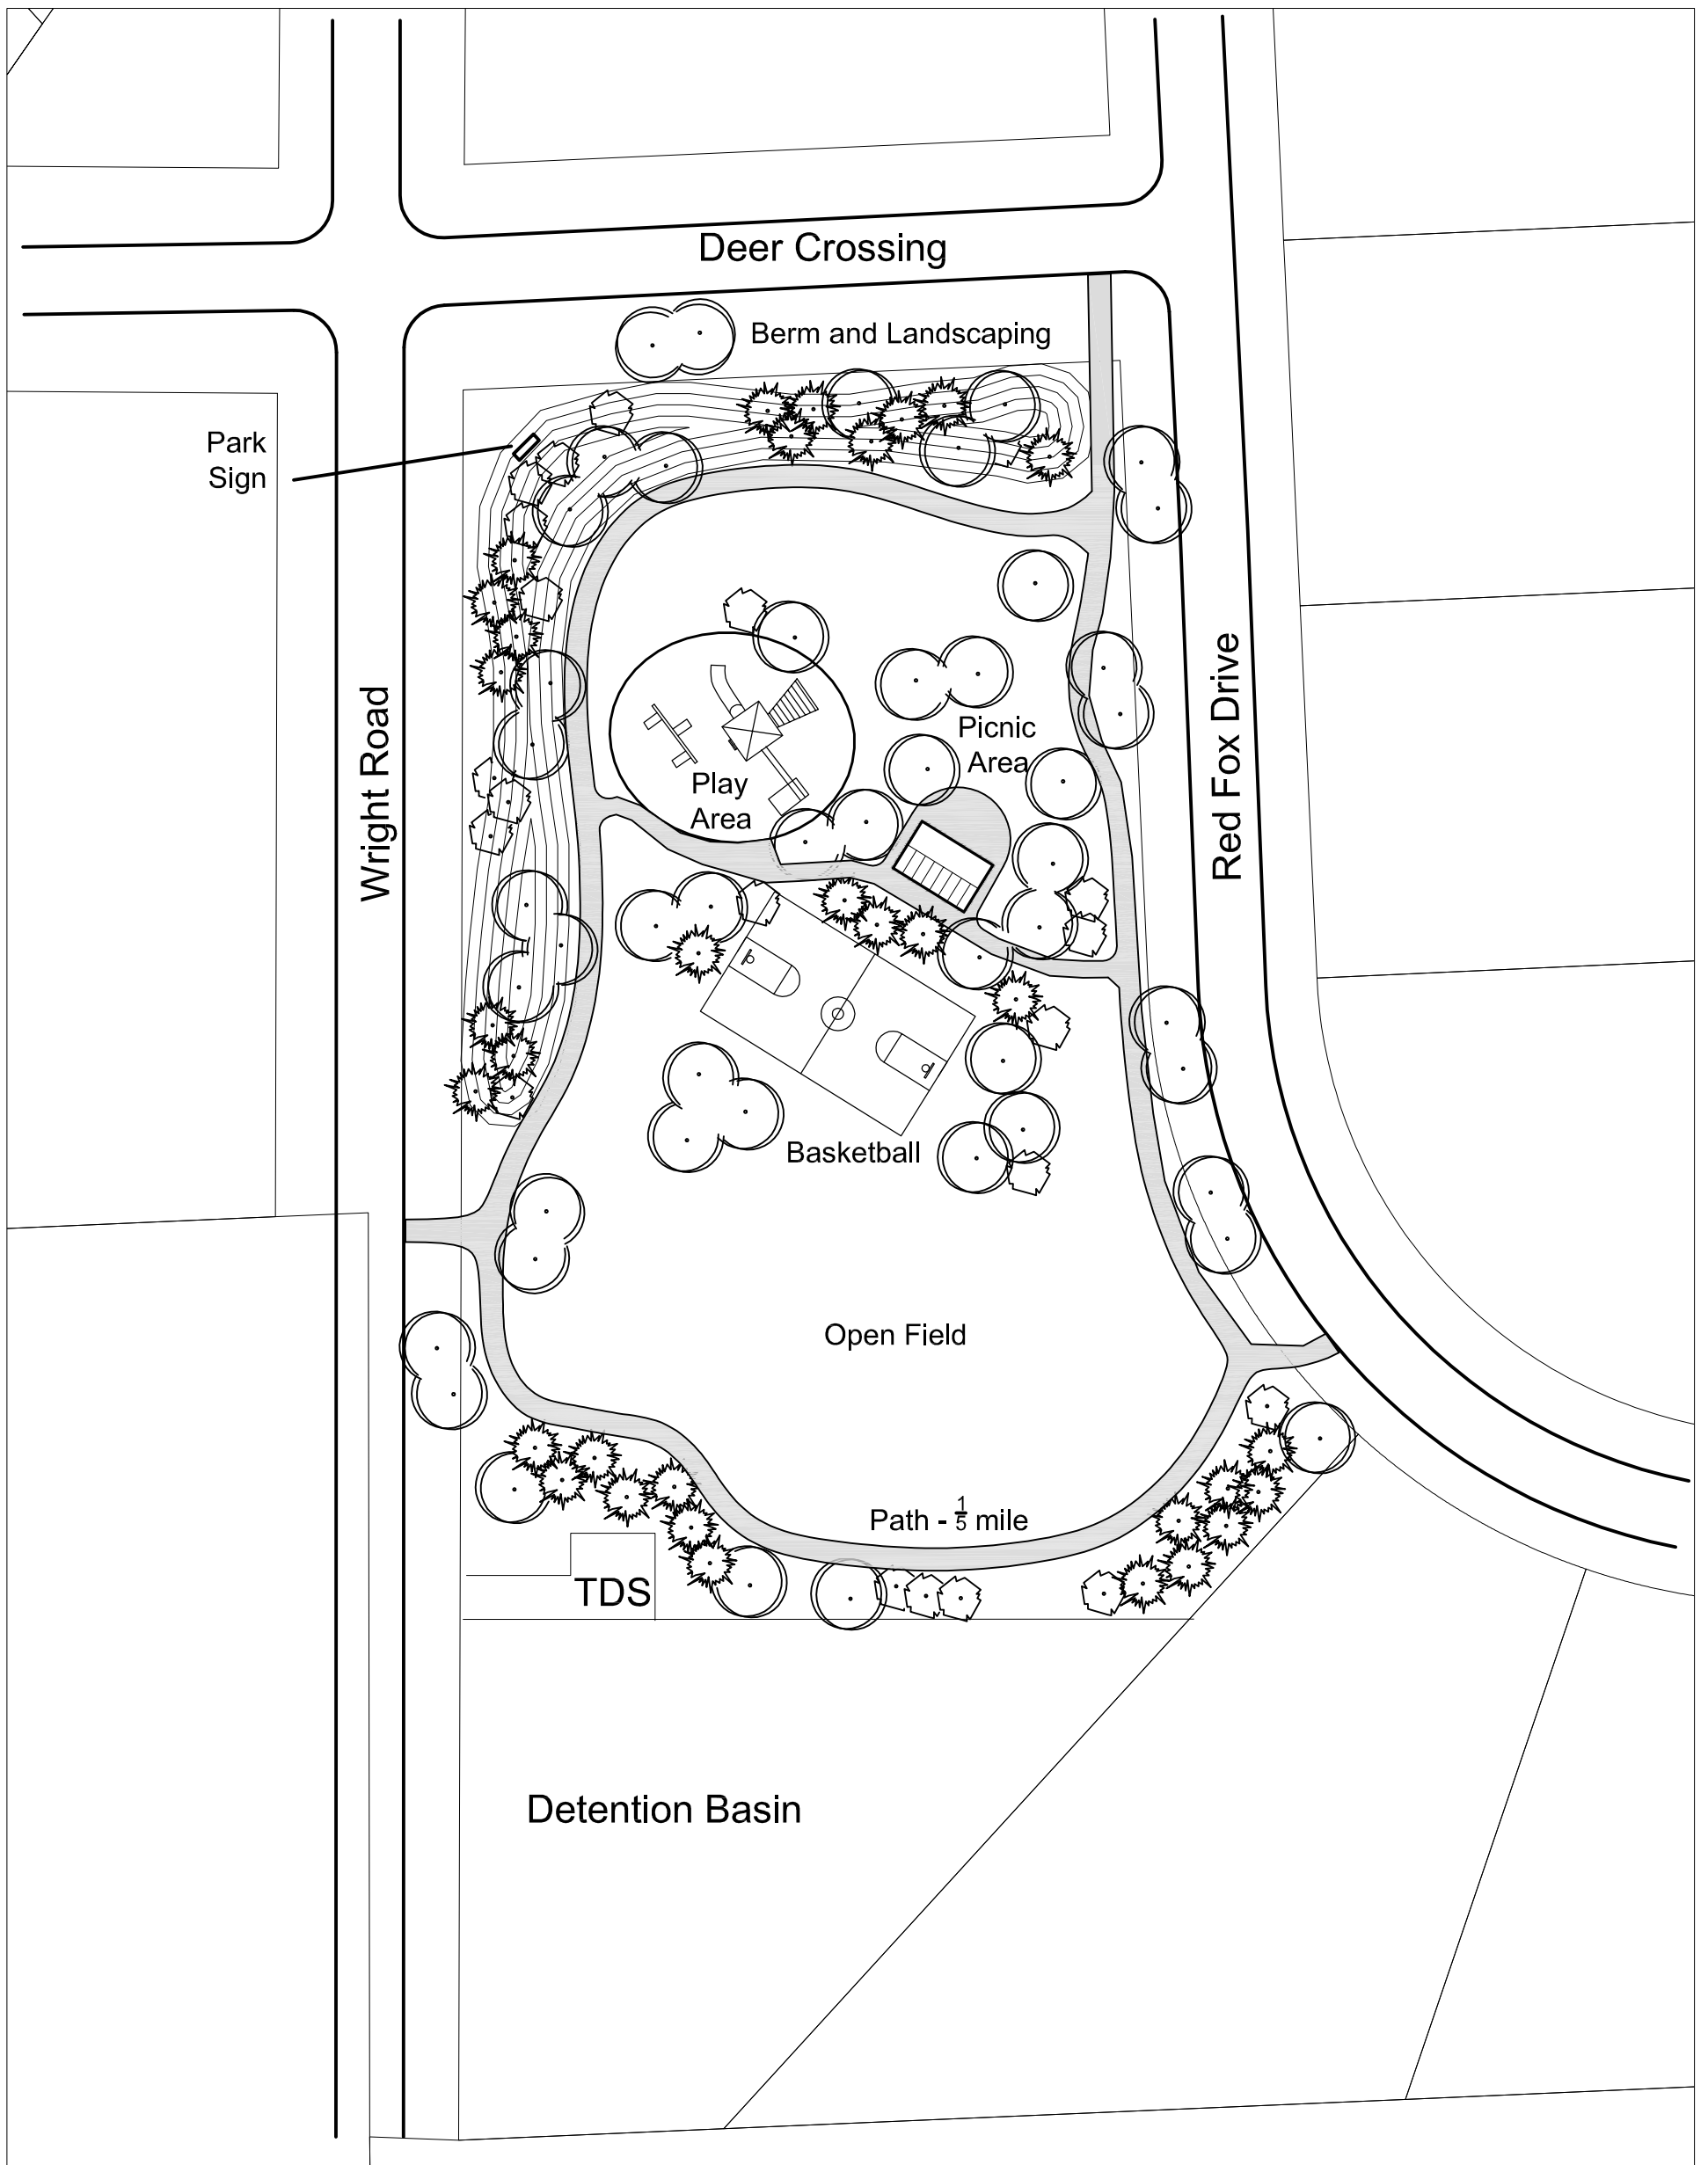 Deer Crossing
Berm and Landscaping
Park
Sign
Wright Road
Red Fox Drive
Picnic
Area
Play
Area
Basketball
Open Field
Path - 1/5 mile
TDS
Detention Basin